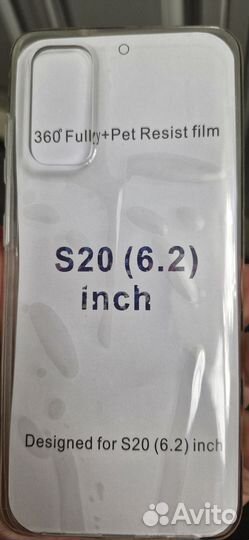 360° Fully+Pet Resist film
S20 (6.2)
inch
Designed for S20 (6.2) inch
Avito